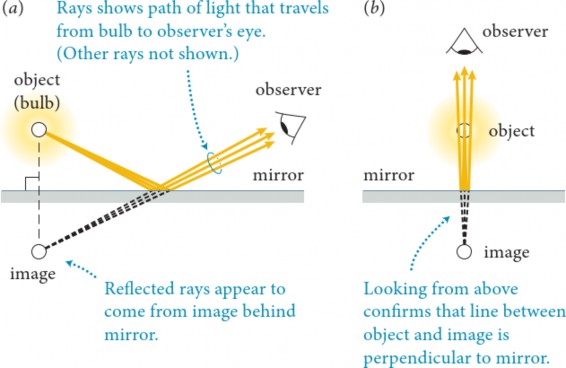 (a)
Rays shows path of light that travels
from bulb to observer's eye.
(Other rays not shown.)
object
(bulb)
observer
mirror
image
Reflected rays appear to
come from image behind
mirror.
(b)
observer
object
mirror
image
Looking from above
confirms that line between
object and image is
perpendicular to mirror.